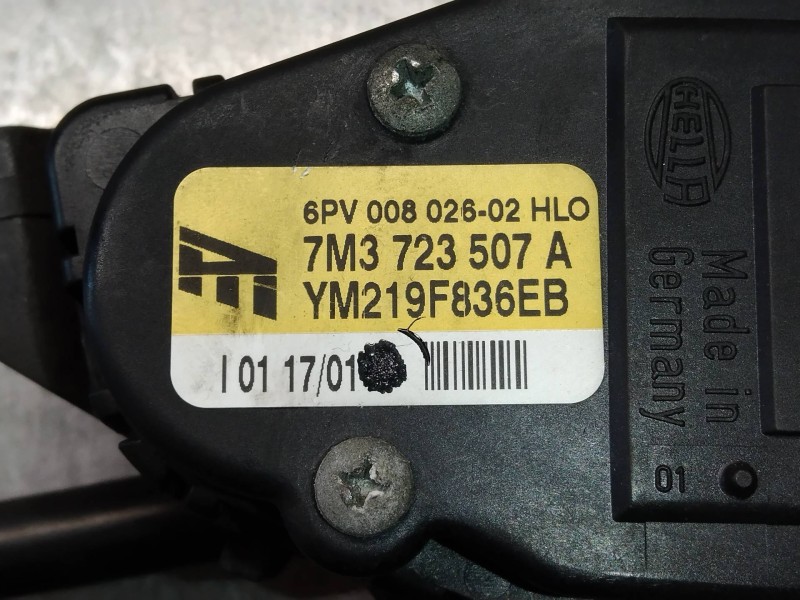 6PV 008 026-02 HLO
7M3 723 507 A
YM219F836EB
I 01 17/01
HELLA
Made in
Germany
01